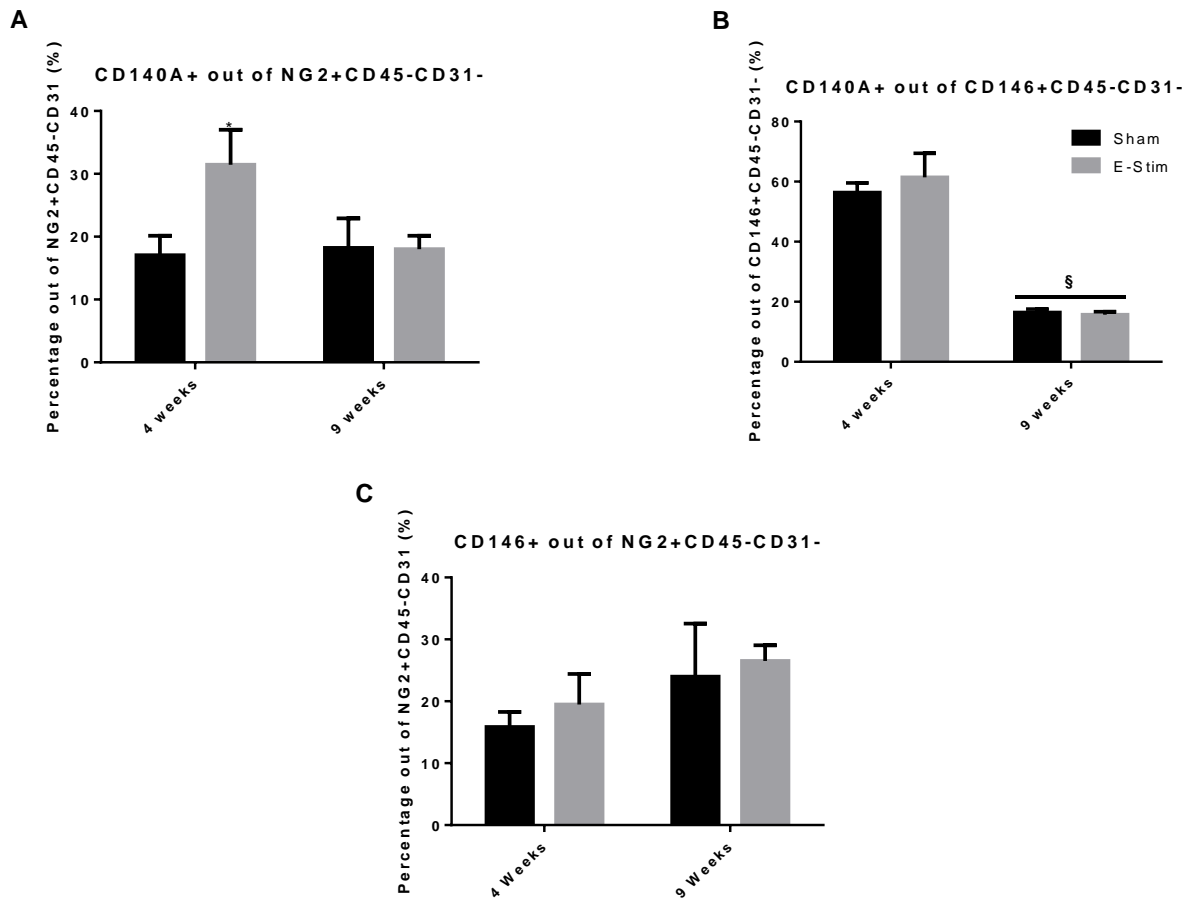 A
CD140A+ out of NG2+CD45-CD31-
Percentage out of NG2+CD45-CD31 (%)
40
30
20
10
0
*
4 weeks
9 weeks
B
CD140A+ out of CD146+CD45-CD31-
Percentage out of CD146+CD45-CD31- (%)
80
60
40
20
0
Sham
E-Stim
§
4 weeks
9 weeks
C
CD146+ out of NG2+CD45-CD31-
Percentage out of NG2+CD45-CD31 (%)
40
30
20
10
0
4 Weeks
9 Weeks